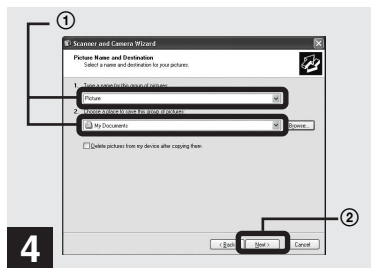 ①
Scanner and Camera Wizard
Picture Name and Destination
Select a name and destination for your pictures.
1. Type a name for this group of pictures:
Picture
2. Choose a place to save this group of pictures:
My Documents
Browse...
Delete pictures from my device after copying them
②
< Back Next > Cancel
4